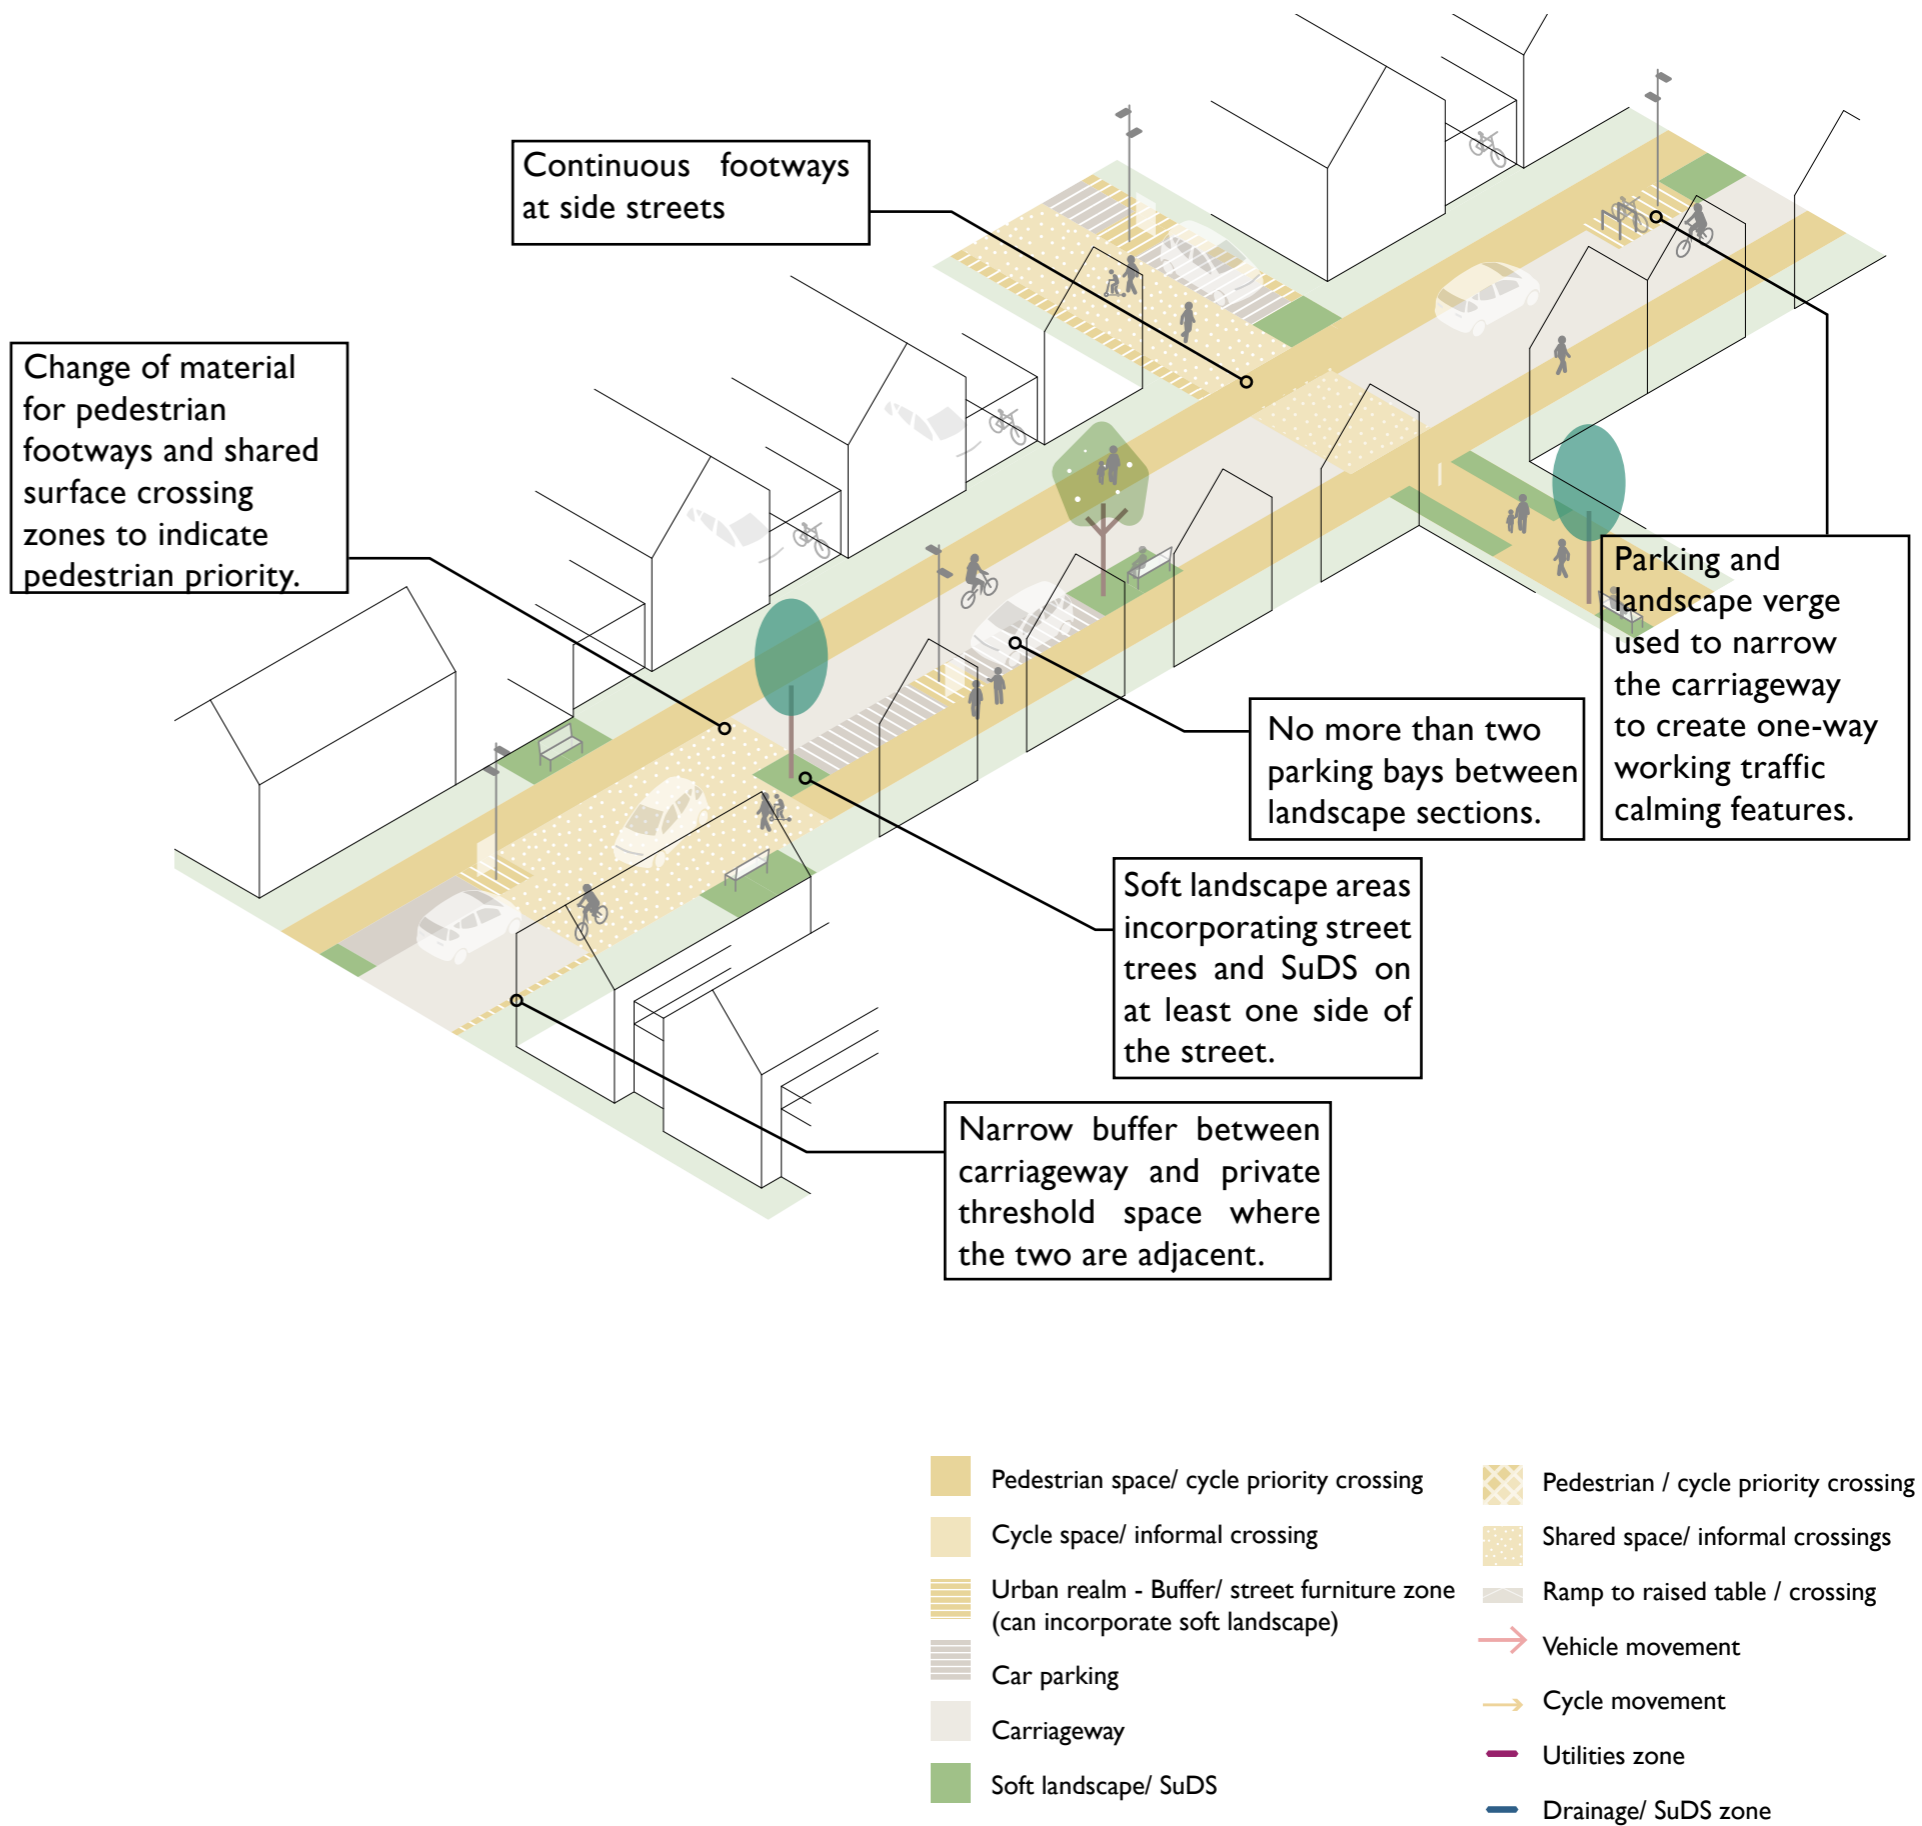 Continuous footways
at side streets
Change of material
for pedestrian
footways and shared
surface crossing
zones to indicate
pedestrian priority.
Parking and
landscape verge
used to narrow
the carriageway
to create one-way
working traffic
calming features.
No more than two
parking bays between
landscape sections.
Soft landscape areas
incorporating street
trees and SuDS on
at least one side of
the street.
Narrow buffer between
carriageway and private
threshold space where
the two are adjacent.
Pedestrian space/ cycle priority crossing
Cycle space/ informal crossing
Urban realm - Buffer/ street furniture zone
(can incorporate soft landscape)
Car parking
Carriageway
Soft landscape/ SuDS
Pedestrian / cycle priority crossing
Shared space/ informal crossings
Ramp to raised table / crossing
Vehicle movement
Cycle movement
Utilities zone
Drainage/ SuDS zone